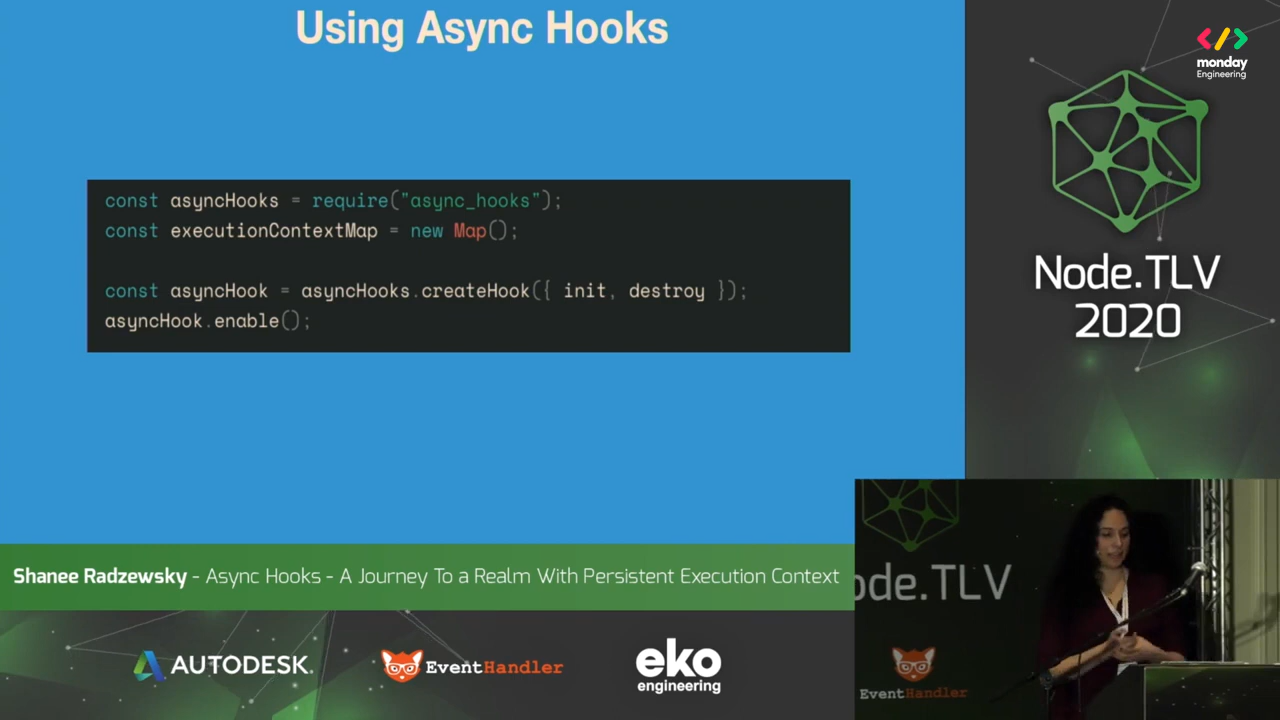 Using Async Hooks
const asyncHooks = require("async_hooks");
const executionContextMap = new Map();
const asyncHook = asyncHooks.createHook({ init, destroy });
asyncHook.enable();
monday
Engineering
Node.TLV
2020
Shanee Radzewsky - Async Hooks - A Journey To a Realm With Persistent Execution Context
AUTODESK.
EventHandler
eko
engineering
ode.TLV
EventHandler